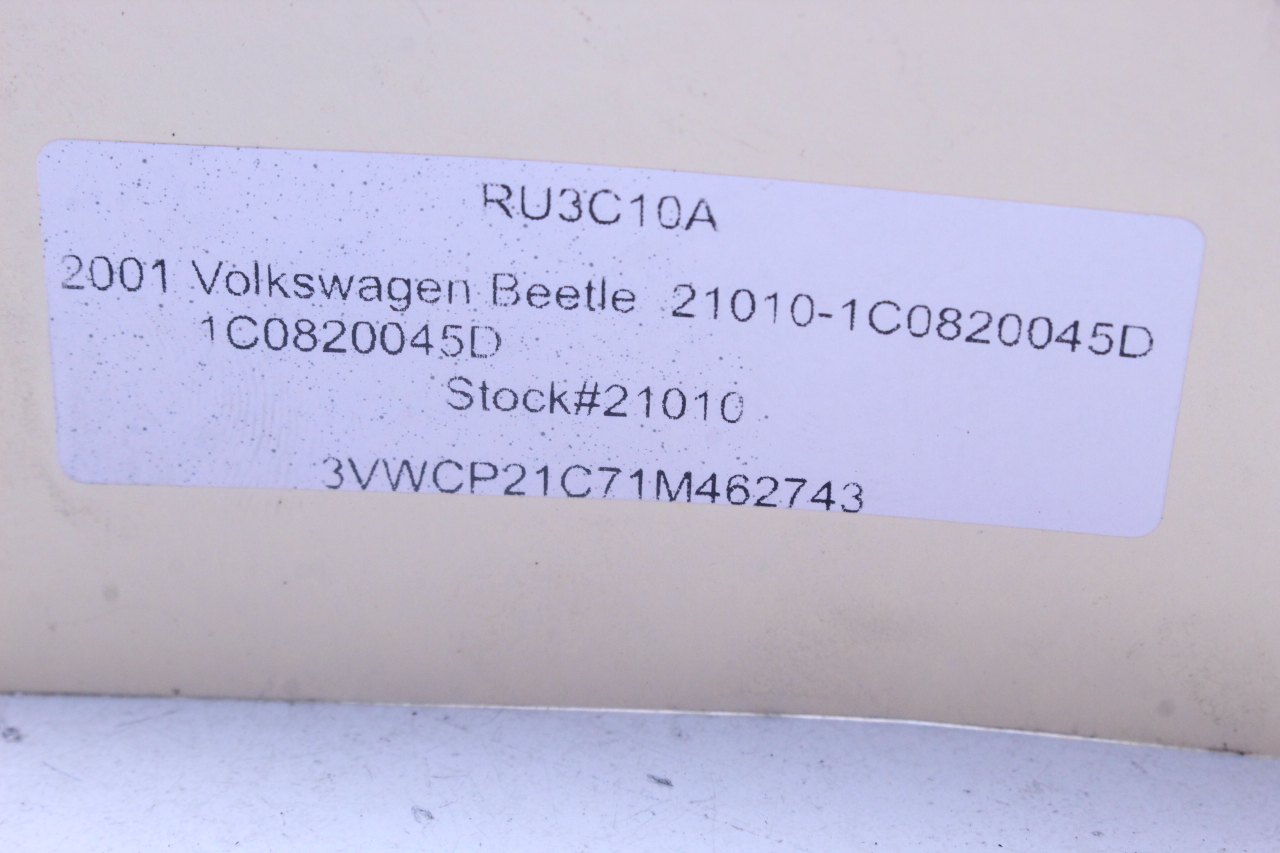 RU3C10A
2001 Volkswagen Beetle 21010-1C0820045D
1C0820045D
Stock#21010
3VWCP21C71M462743